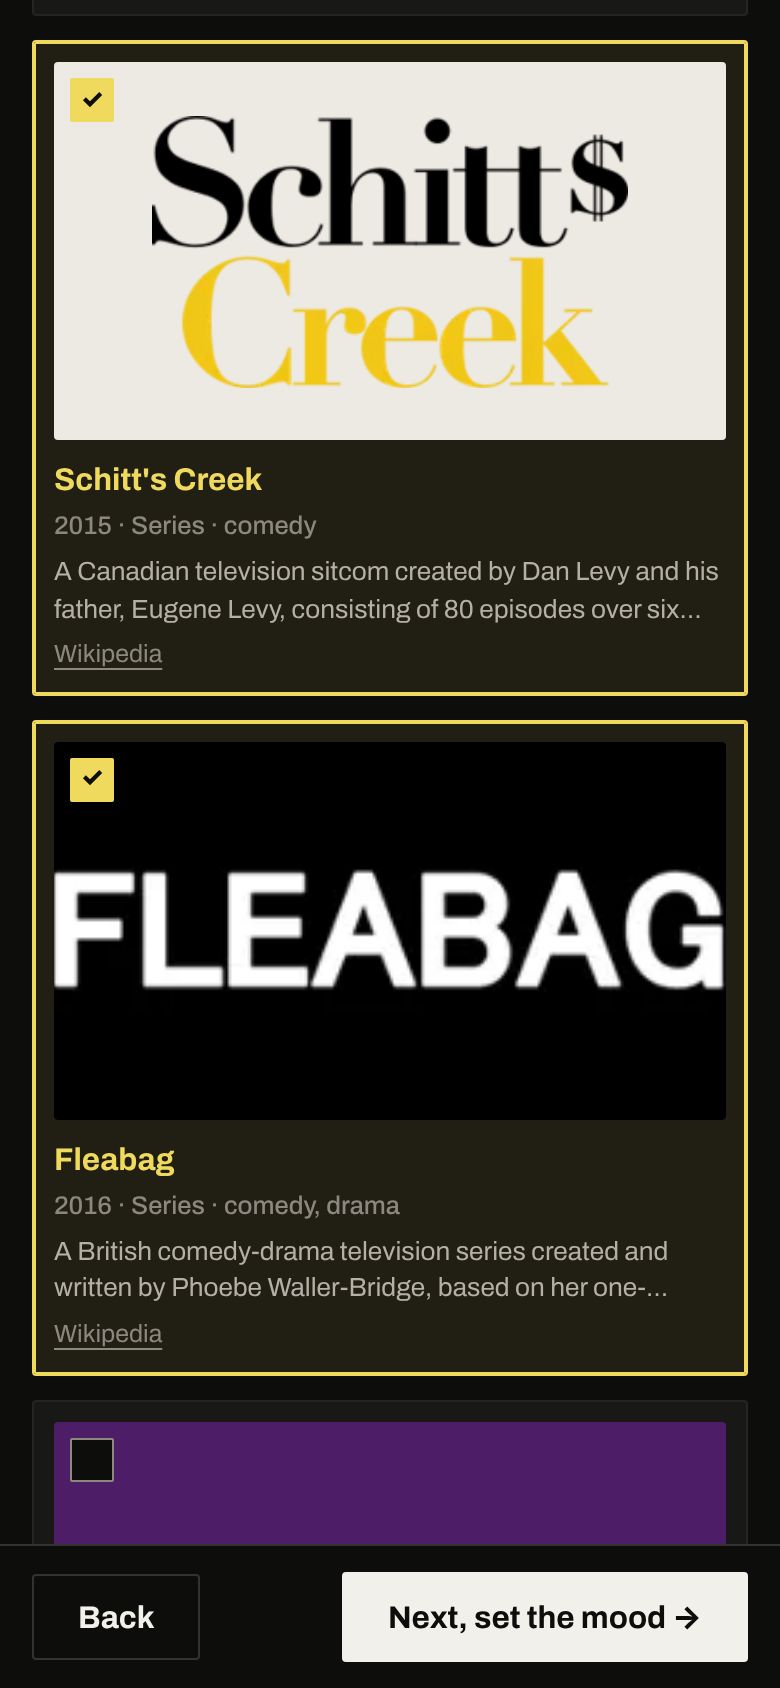 Schitt$
Creek
Schitt's Creek
2015 · Series · comedy
A Canadian television sitcom created by Dan Levy and his
father, Eugene Levy, consisting of 80 episodes over six...
Wikipedia
FLEABAG
Fleabag
2016 · Series · comedy, drama
A British comedy-drama television series created and
written by Phoebe Waller-Bridge, based on her one-...
Wikipedia
Back
Next, set the mood →